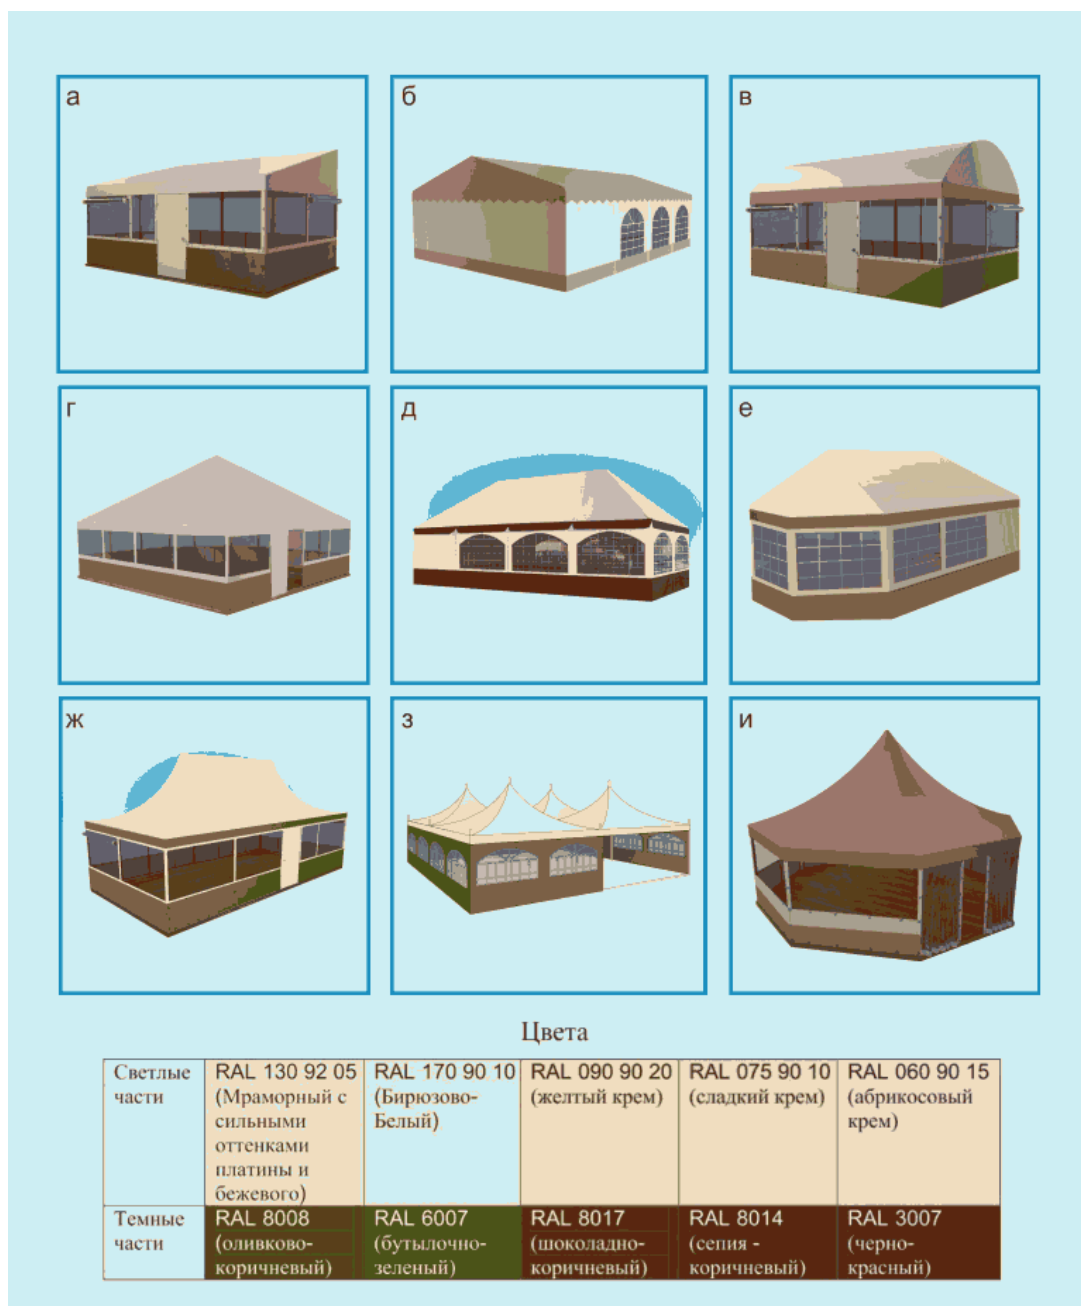 а
б
в
г
д
е
ж
з
и
Цвета
Светлые части
RAL 130 92 05
(Мраморный с
сильными
оттенками
платины и
бежевого)
RAL 170 90 10
(Бирюзово-
Белый)
RAL 090 90 20
(желтый крем)
RAL 075 90 10
(сладкий крем)
RAL 060 90 15
(абрикосовый
крем)
Темные
части
RAL 8008
(оливково-
коричневый)
RAL 6007
(бутылочно-
зеленый)
RAL 8017
(шоколадно-
коричневый)
RAL 8014
(сепия -
коричневый)
RAL 3007
(черно-
красный)